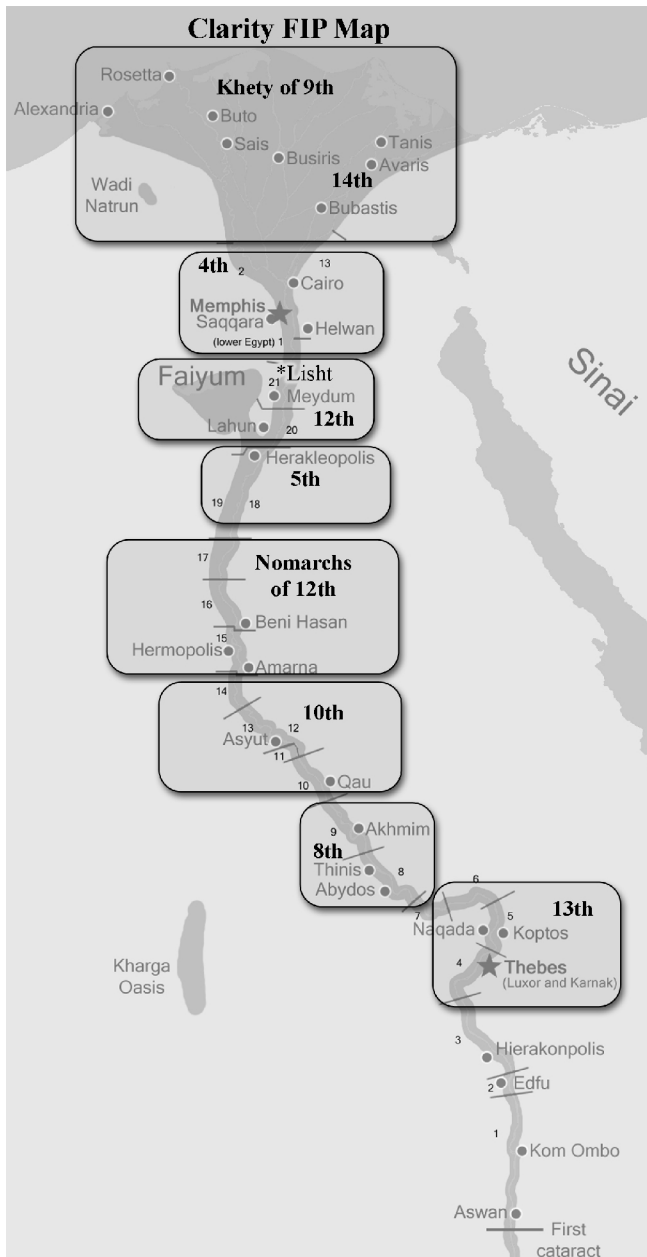 Clarity FIP Map
Rosetta
Khety of 9th
Alexandria
Buto
Sais
Tanis
Busiris
Avaris
14th
Wadi
Natrun
Bubastis
4th
2
13
Cairo
Memphis
Saqqara
Helwan
(lower Egypt) 1
Sinai
Faiyum
*Lisht
21
Meydum
12th
Lahun
20
Herakleopolis
5th
19
18
17
Nomarchs
of 12th
16
Beni Hasan
15
Hermopolis
Amarna
14
10th
13
12
Asyut
11
10
Qau
9
Akhmim
8th
Thinis
8
Abydos
6
7
13th
5
Naqada
Koptos
4
Thebes
(Luxor and Karnak)
Kharga
Oasis
3
Hierakonpolis
2
Edfu
1
Kom Ombo
Aswan
First
cataract